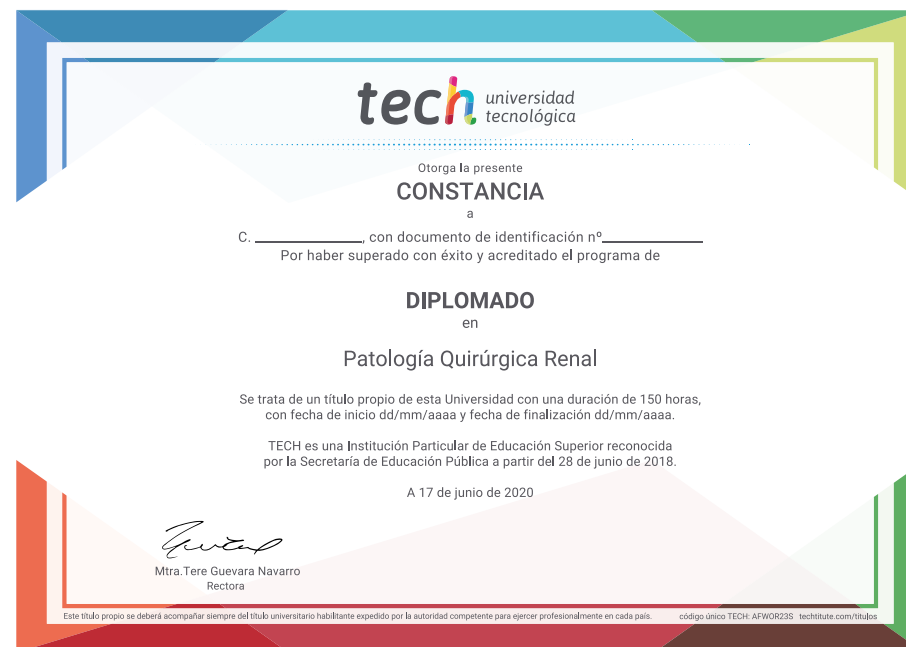 tech universidad
tecnológica
Otorga la presente
CONSTANCIA
a
C. ____________, con documento de identificación nº____________
Por haber superado con éxito y acreditado el programa de
DIPLOMADO
en
Patología Quirúrgica Renal
Se trata de un título propio de esta Universidad con una duración de 150 horas,
con fecha de inicio dd/mm/aaaa y fecha de finalización dd/mm/aaaa.
TECH es una Institución Particular de Educación Superior reconocida
por la Secretaría de Educación Pública a partir del 28 de junio de 2018.
A 17 de junio de 2020
Mtra.Tere Guevara Navarro
Rectora
Este título propio se deberá acompañar siempre del título universitario habilitante expedido por la autoridad competente para ejercer profesionalmente en cada país. código único TECH: AFWOR23S techtitute.com/titulos